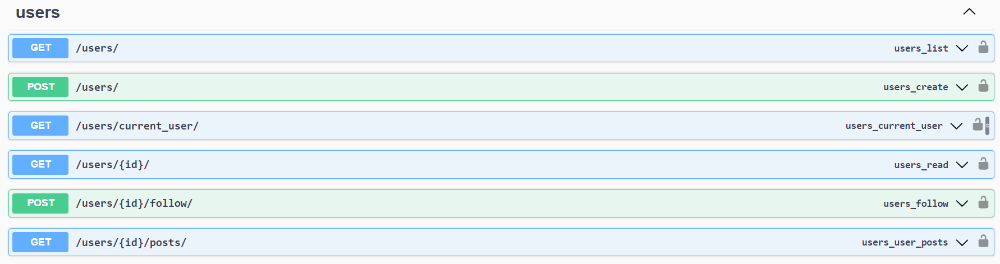 users
GET /users/ users_list
POST /users/ users_create
GET /users/current_user/ users_current_user
GET /users/{id}/ users_read
POST /users/{id}/follow/ users_follow
GET /users/{id}/posts/ users_user_posts